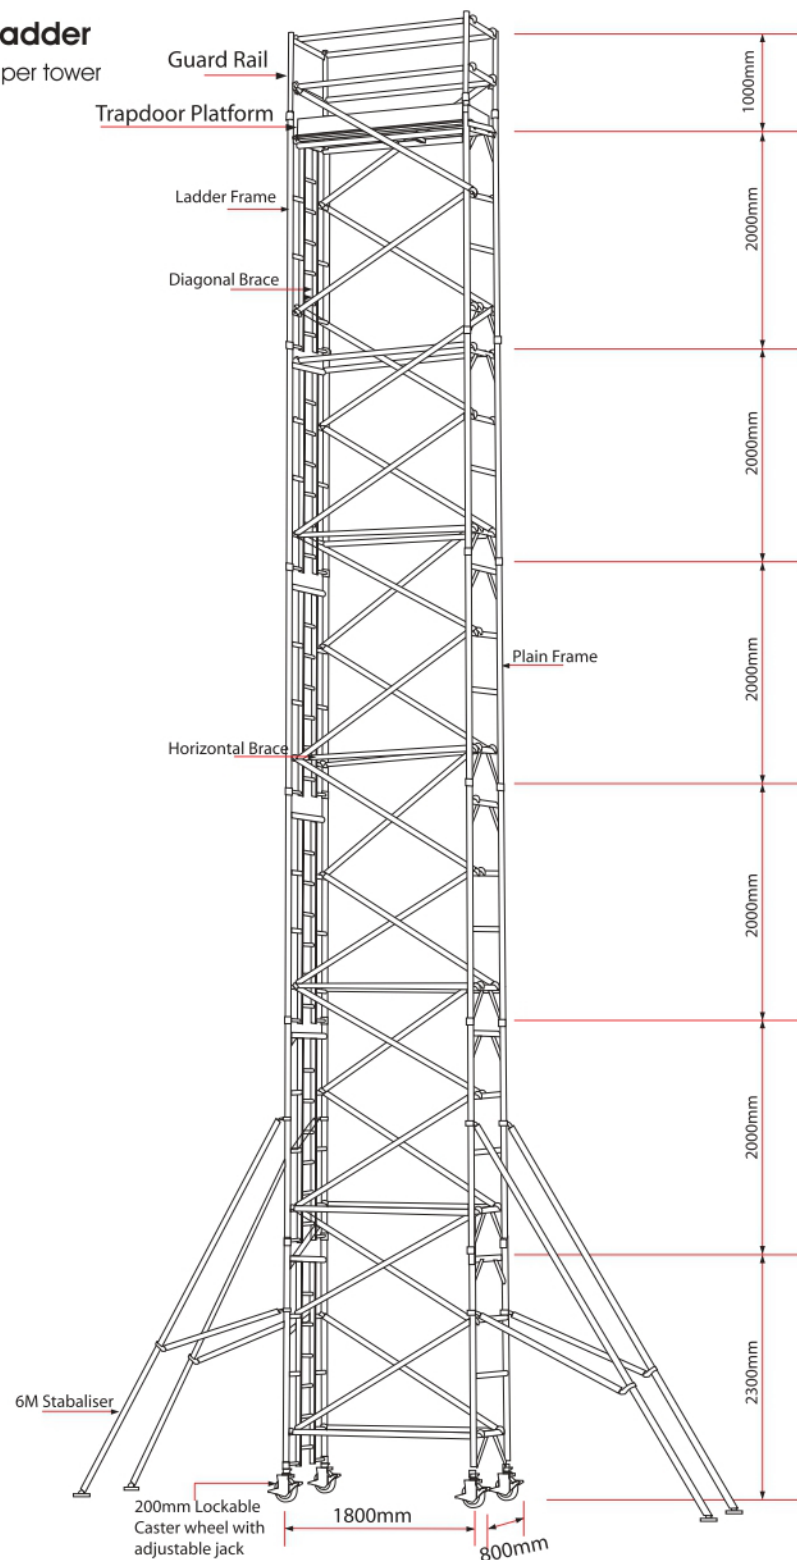 adder
per tower
Guard Rail
Trapdoor Platform
Ladder Frame
Diagonal Brace
Plain Frame
Horizontal Brace
6M Stabaliser
200mm Lockable
Caster wheel with
adjustable jack
1800mm
800mm
1000mm
2000mm
2000mm
2000mm
2000mm
2000mm
2300mm